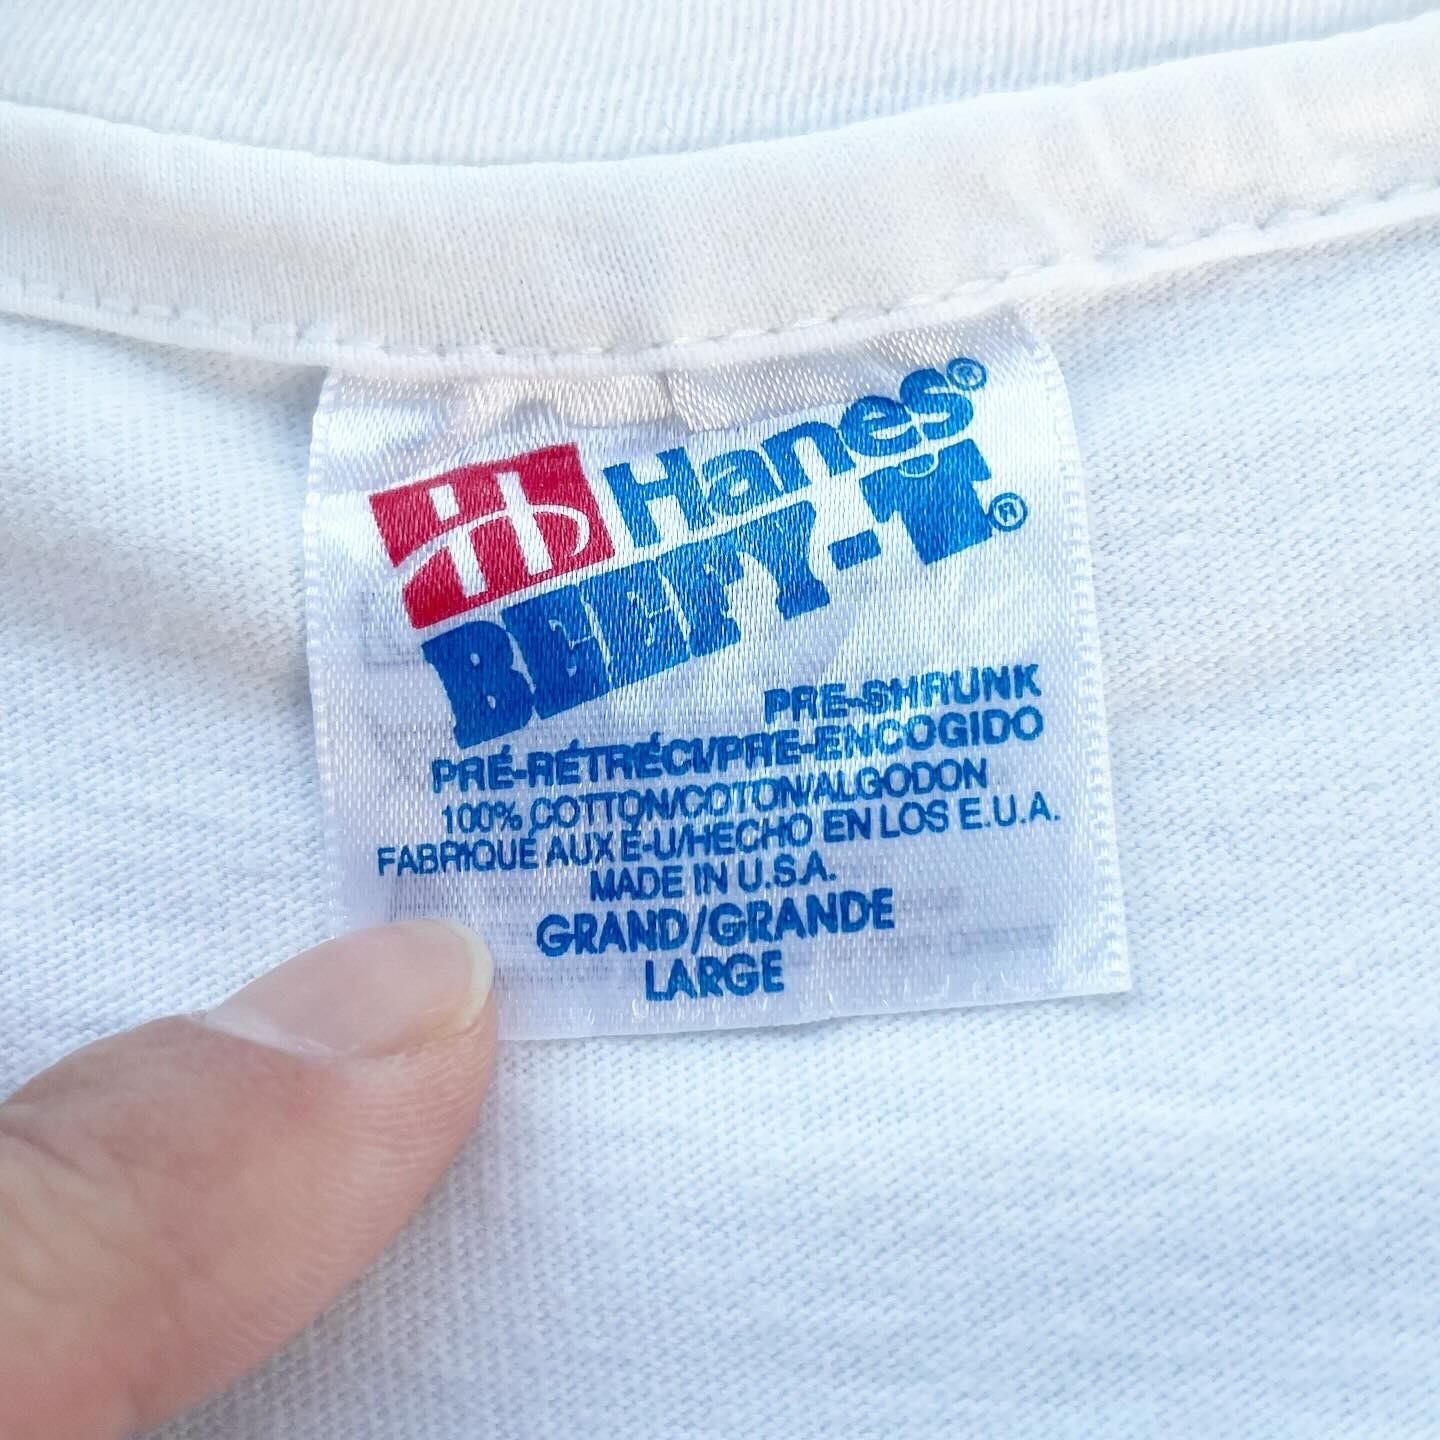 H Hanes®
BEEFY-T.®
PRE-SHRUNK
PRÉ-RÉTRÉCI/PRE-ENCOGIDO
100% COTTON/COTON/ALGODON
FABRIQUÉ AUX É-U/HECHO EN LOS E.U.A.
MADE IN U.S.A.
GRAND/GRANDE
LARGE